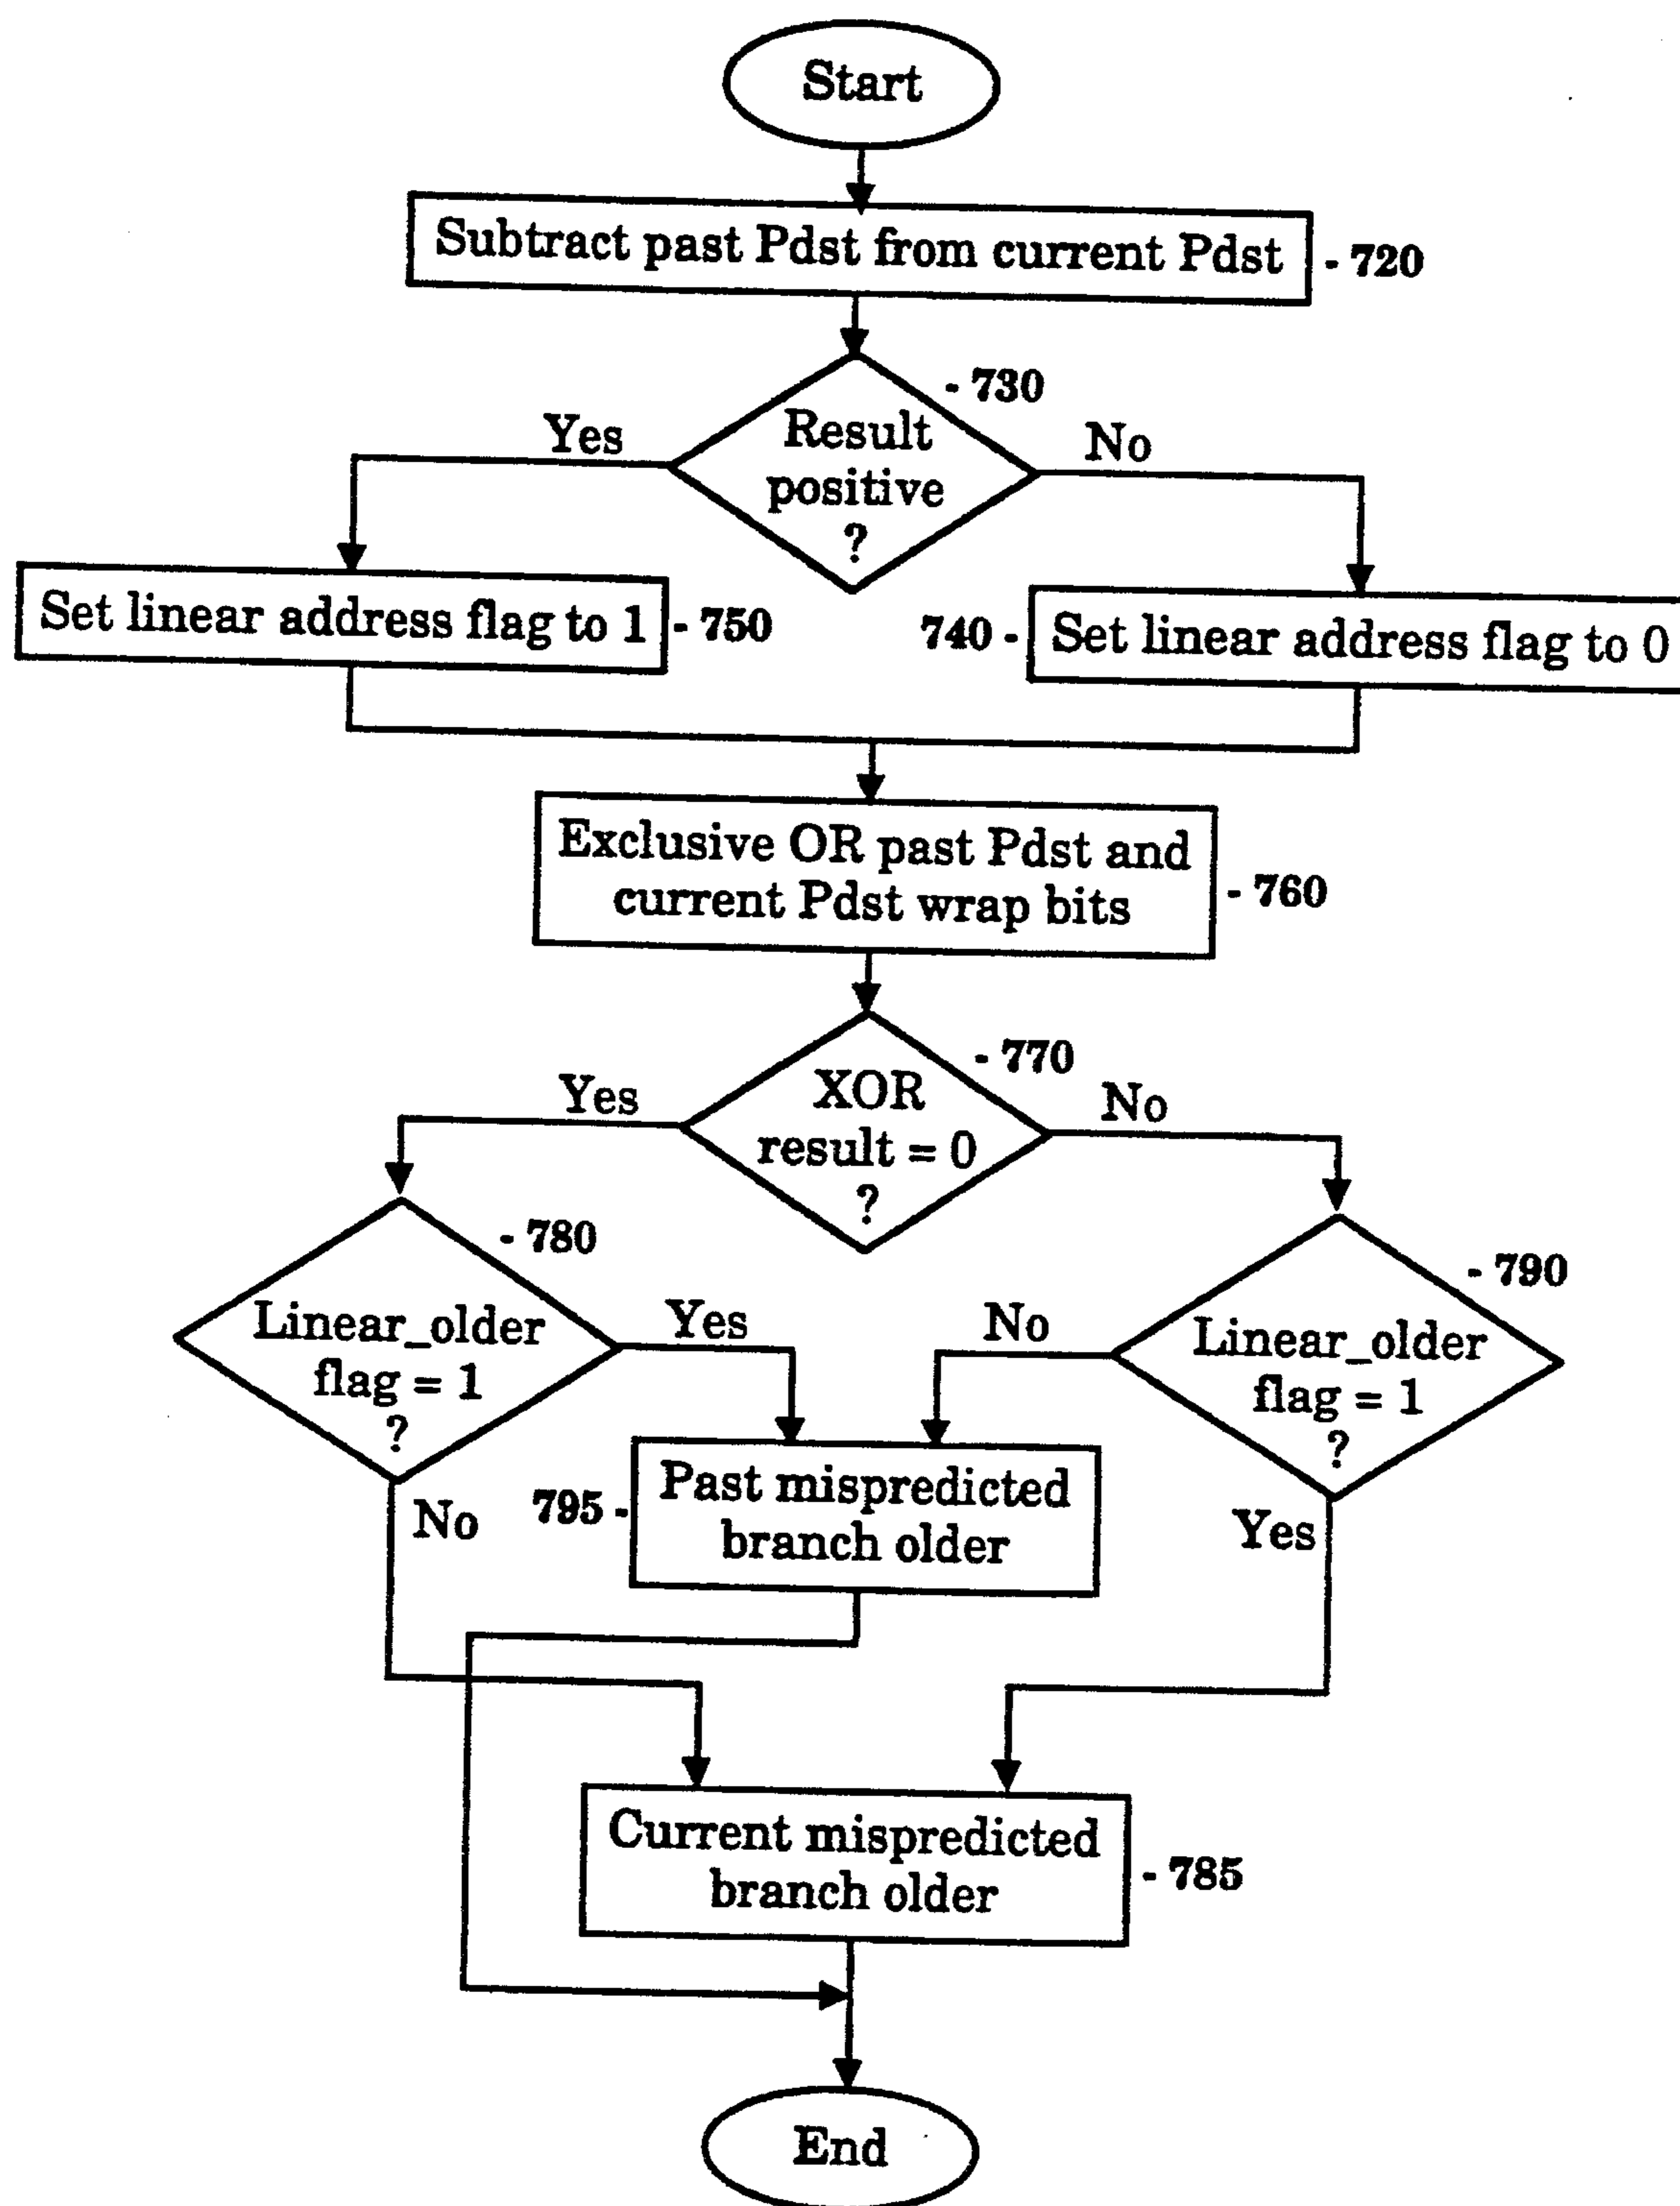 Start
Subtract past Pdst from current Pdst
- 720
- 730
Result
positive
?
Yes
No
Set linear address flag to 1
- 750
740 -
Set linear address flag to 0
Exclusive OR past Pdst and
current Pdst wrap bits
- 760
- 770
XOR
result = 0
?
Yes
No
- 780
Linear_older
flag = 1
?
Yes
No
- 790
Linear_older
flag = 1
?
No
Yes
795 -
Past mispredicted
branch older
Current mispredicted
branch older
- 785
End